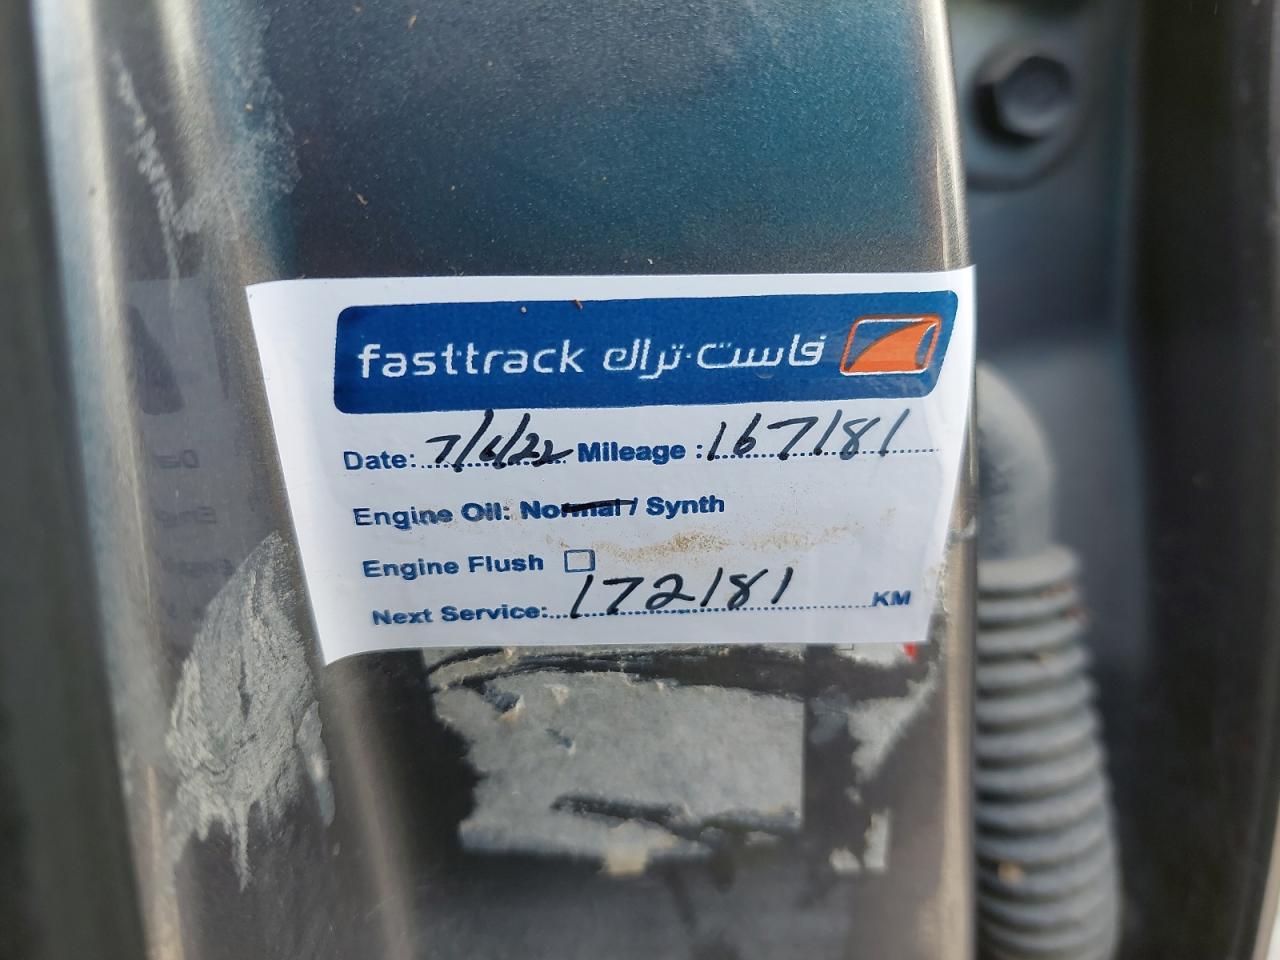 fasttrack فاست تراك
Date: 7/6/22 Mileage : 167181
Engine Oil: Normal / Synth
Engine Flush
Next Service: 172181 KM